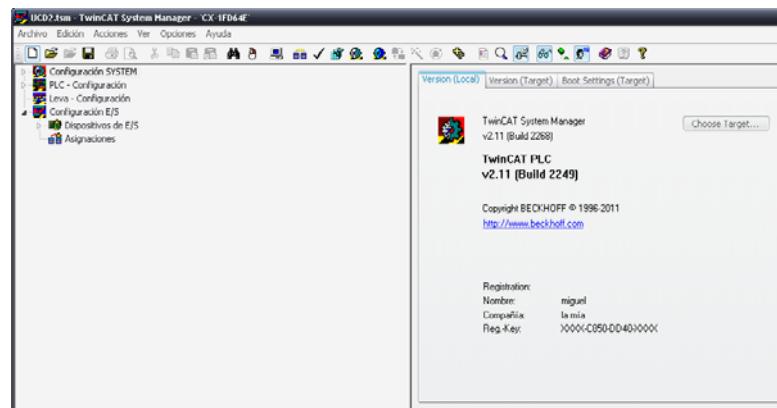 UCD2.tsm - TwinCAT System Manager - 'CX-1FD64E'
Archivo Edición Acciones Ver Opciones Ayuda
Configuración SYSTEM
PLC - Configuración
Leva - Configuración
Configuración E/S
Dispositivos de E/S
Asignaciones
Version (Local) Version (Target) Boot Settings (Target)
TwinCAT System Manager
v2.11 (Build 2268)
Choose Target...
TwinCAT PLC
v2.11 (Build 2249)
Copyright BECKHOFF © 1996-2011
http://www.beckhoff.com
Registration:
Nombre: miguel
Compañía: la mia
Reg.-Key: XXXX-C850-DD40-XXXX